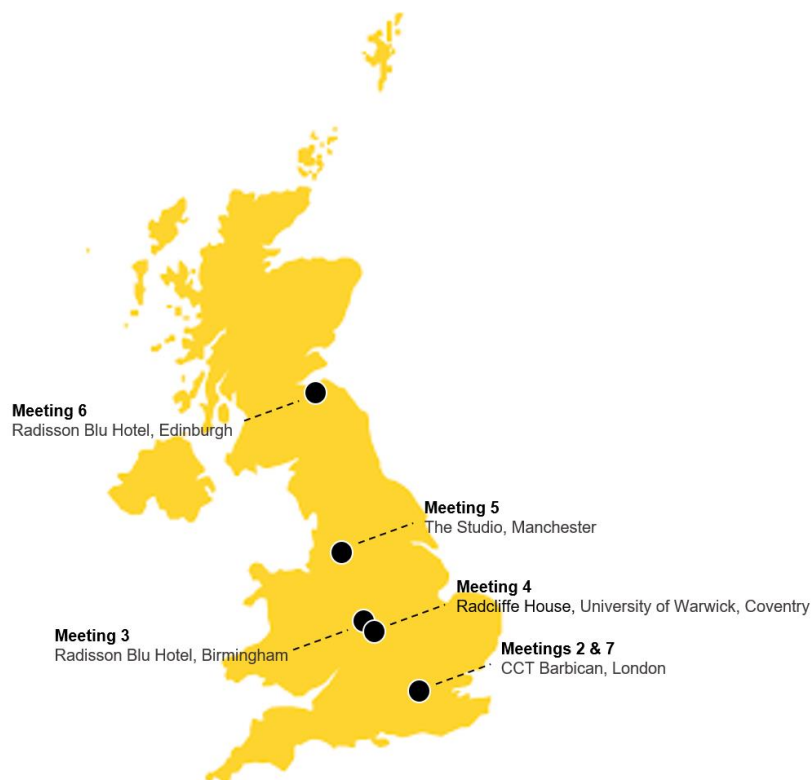 Meeting 6
Radisson Blu Hotel, Edinburgh
Meeting 5
The Studio, Manchester
Meeting 4
Radcliffe House, University of Warwick, Coventry
Meeting 3
Radisson Blu Hotel, Birmingham
Meetings 2 & 7
CCT Barbican, London